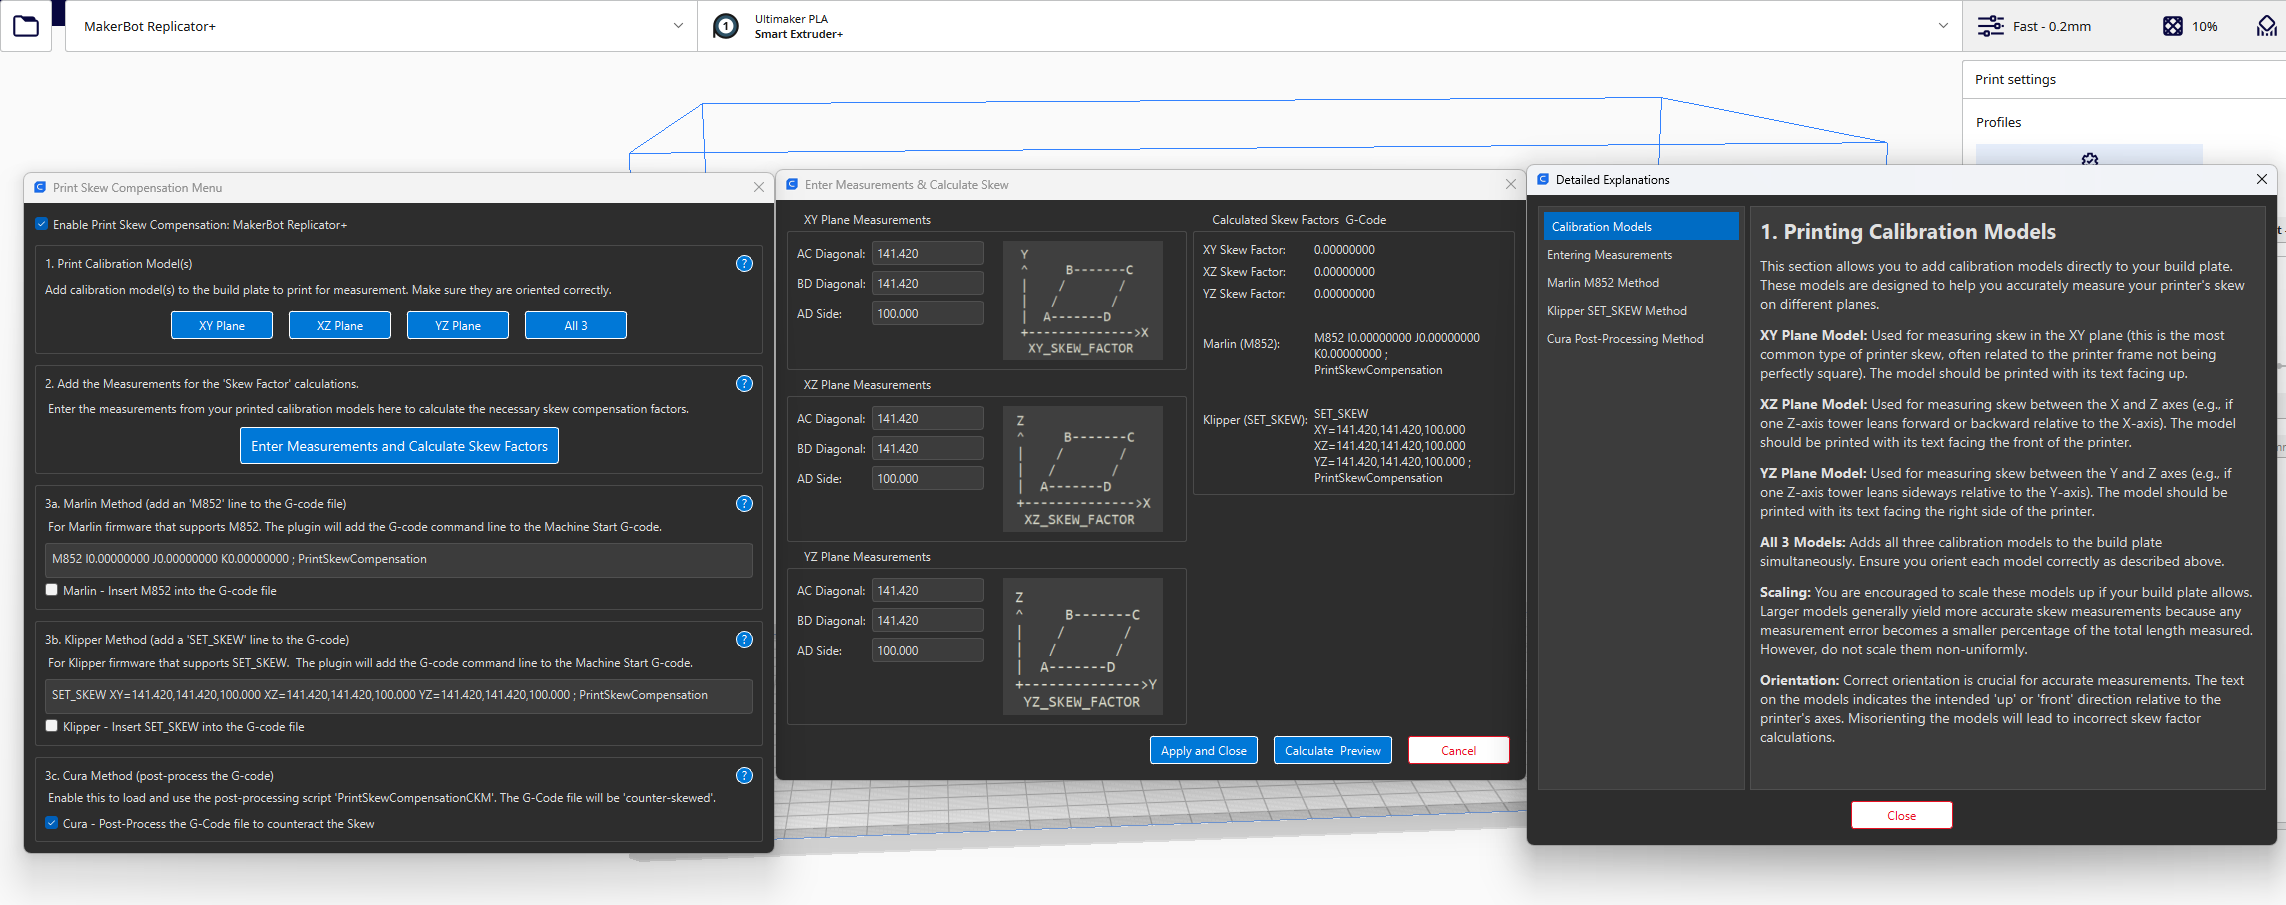 MakerBot Replicator+
1
Ultimaker PLA
Smart Extruder+
Fast - 0.2mm
10%
Print settings
Profiles
Print Skew Compensation Menu
Enable Print Skew Compensation: MakerBot Replicator+
1. Print Calibration Model(s)
?
Add calibration model(s) to the build plate to print for measurement. Make sure they are oriented correctly.
XY Plane
XZ Plane
YZ Plane
All 3
2. Add the Measurements for the 'Skew Factor' calculations.
?
Enter the measurements from your printed calibration models here to calculate the necessary skew compensation factors.
Enter Measurements and Calculate Skew Factors
3a. Marlin Method (add an 'M852' line to the G-code file)
?
For Marlin firmware that supports M852. The plugin will add the G-code command line to the Machine Start G-code.
M852 I0.00000000 J0.00000000 K0.00000000 ; PrintSkewCompensation
Marlin - Insert M852 into the G-code file
3b. Klipper Method (add a 'SET_SKEW' line to the G-code)
?
For Klipper firmware that supports SET_SKEW.  The plugin will add the G-code command line to the Machine Start G-code.
SET_SKEW XY=141.420,141.420,100.000 XZ=141.420,141.420,100.000 YZ=141.420,141.420,100.000 ; PrintSkewCompensation
Klipper - Insert SET_SKEW into the G-code file
3c. Cura Method (post-process the G-code)
?
Enable this to load and use the post-processing script 'PrintSkewCompensationCKM'. The G-Code file will be 'counter-skewed'.
Cura - Post-Process the G-Code file to counteract the Skew
Enter Measurements & Calculate Skew
XY Plane Measurements
AC Diagonal: 141.420
BD Diagonal: 141.420
AD Side: 100.000
Y
^ B-------C
| / /
| / /
| A-------D
+-------------->X
XY_SKEW_FACTOR
XZ Plane Measurements
AC Diagonal: 141.420
BD Diagonal: 141.420
AD Side: 100.000
Z
^ B-------C
| / /
| / /
| A-------D
+-------------->X
XZ_SKEW_FACTOR
YZ Plane Measurements
AC Diagonal: 141.420
BD Diagonal: 141.420
AD Side: 100.000
Z
^ B-------C
| / /
| / /
| A-------D
+-------------->Y
YZ_SKEW_FACTOR
Calculated Skew Factors  G-Code
XY Skew Factor: 0.00000000
XZ Skew Factor: 0.00000000
YZ Skew Factor: 0.00000000
Marlin (M852):
M852 I0.00000000 J0.00000000
K0.00000000 ;
PrintSkewCompensation
Klipper (SET_SKEW):
SET_SKEW
XY=141.420,141.420,100.000
XZ=141.420,141.420,100.000
YZ=141.420,141.420,100.000 ;
PrintSkewCompensation
Apply and Close
Calculate  Preview
Cancel
Detailed Explanations
Calibration Models
Entering Measurements
Marlin M852 Method
Klipper SET_SKEW Method
Cura Post-Processing Method
1. Printing Calibration Models
This section allows you to add calibration models directly to your build plate.
These models are designed to help you accurately measure your printer's skew
on different planes.
XY Plane Model: Used for measuring skew in the XY plane (this is the most
common type of printer skew, often related to the printer frame not being
perfectly square). The model should be printed with its text facing up.
XZ Plane Model: Used for measuring skew between the X and Z axes (e.g., if
one Z-axis tower leans forward or backward relative to the X-axis). The model
should be printed with its text facing the front of the printer.
YZ Plane Model: Used for measuring skew between the Y and Z axes (e.g., if
one Z-axis tower leans sideways relative to the Y-axis). The model should be
printed with its text facing the right side of the printer.
All 3 Models: Adds all three calibration models to the build plate
simultaneously. Ensure you orient each model correctly as described above.
Scaling: You are encouraged to scale these models up if your build plate allows.
Larger models generally yield more accurate skew measurements because any
measurement error becomes a smaller percentage of the total length measured.
However, do not scale them non-uniformly.
Orientation: Correct orientation is crucial for accurate measurements. The text
on the models indicates the intended 'up' or 'front' direction relative to the
printer's axes. Misorienting the models will lead to incorrect skew factor
calculations.
Close